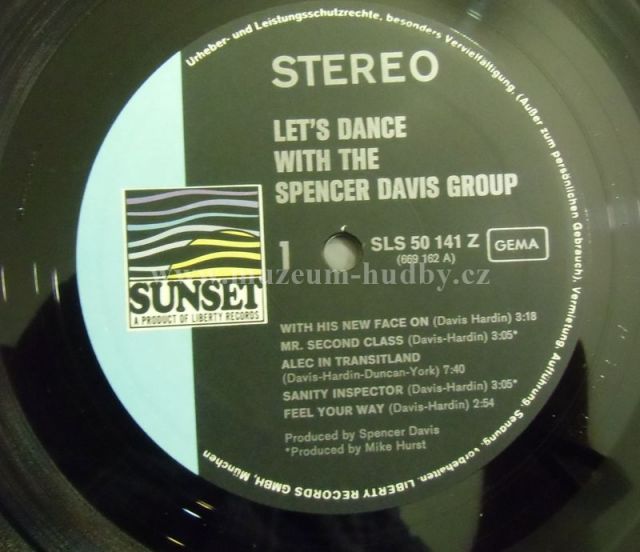 Urheber- und Leistungsschutzrechte, besonders Vervielfältigung, (Außer zum persönlichen Gebrauch), Vermietung, Aufführung, Sendung, vorbehalten. LIBERTY RECORDS GMBH, München
STEREO
LET'S DANCE
WITH THE
SPENCER DAVIS GROUP
1
SLS 50 141 Z
(669 162 A)
GEMA
www.muzeum-hudby.cz
SUNSET
A PRODUCT OF LIBERTY RECORDS
WITH HIS NEW FACE ON (Davis Hardin) 3:18
MR. SECOND CLASS (Davis-Hardin) 3:05*
ALEC IN TRANSITLAND
(Davis-Hardin-Duncan-York) 7:40
SANITY INSPECTOR (Davis-Hardin) 3:05*
FEEL YOUR WAY (Davis-Hardin) 2:54
Produced by Spencer Davis
*Produced by Mike Hurst